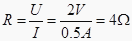 R = U/I = 2V/0.5A = 4Ω